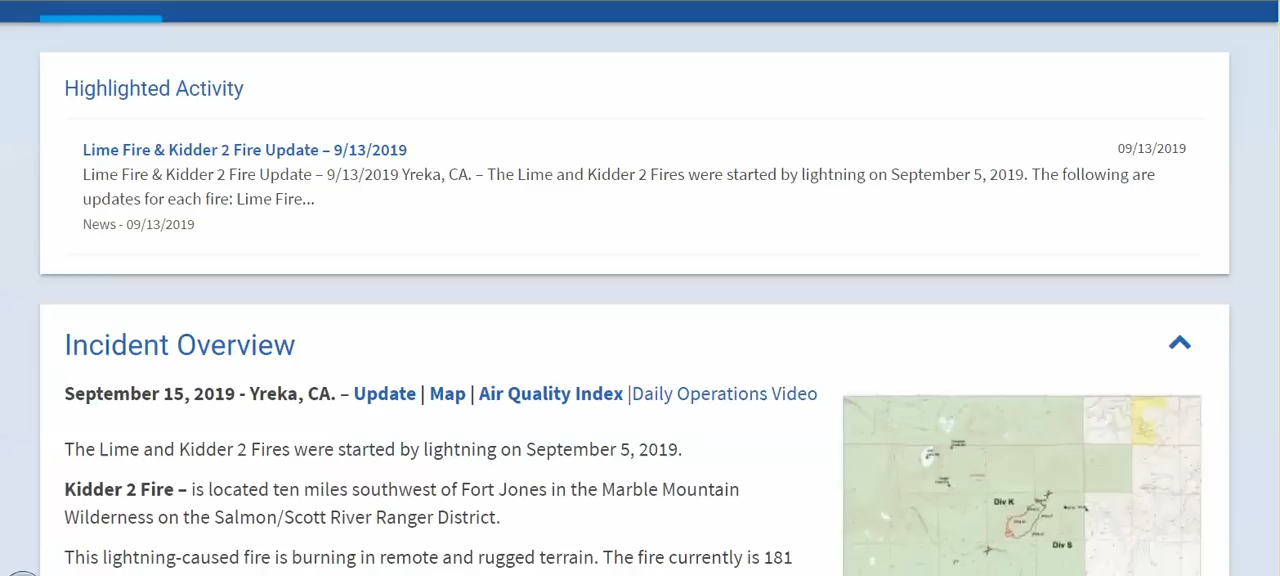 Highlighted Activity
Lime Fire & Kidder 2 Fire Update – 9/13/2019
09/13/2019
Lime Fire & Kidder 2 Fire Update – 9/13/2019 Yreka, CA. – The Lime and Kidder 2 Fires were started by lightning on September 5, 2019. The following are
updates for each fire: Lime Fire...
News - 09/13/2019
Incident Overview
September 15, 2019 - Yreka, CA. – Update | Map | Air Quality Index |Daily Operations Video
The Lime and Kidder 2 Fires were started by lightning on September 5, 2019.
Kidder 2 Fire – is located ten miles southwest of Fort Jones in the Marble Mountain
Wilderness on the Salmon/Scott River Ranger District.
This lightning-caused fire is burning in remote and rugged terrain. The fire currently is 181
Div K
Div S